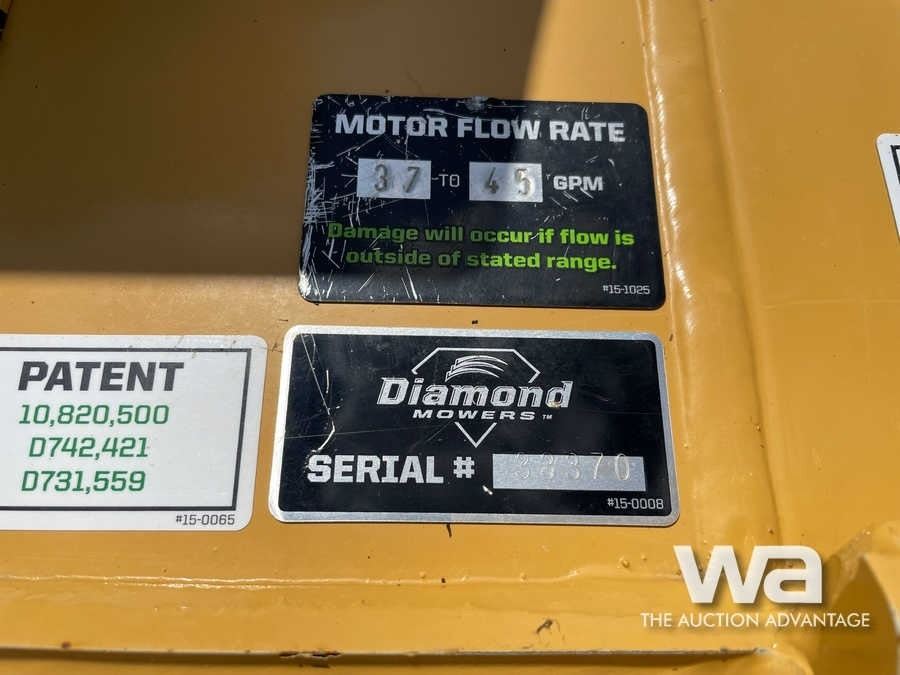 MOTOR FLOW RATE
37 TO 45 GPM
Damage will occur if flow is
outside of stated range.
#15-1025
PATENT
10,820,500
D742,421
D731,559
#15-0065
Diamond
MOWERS™
SERIAL #
#15-0008
wa
THE AUCTION ADVANTAGE